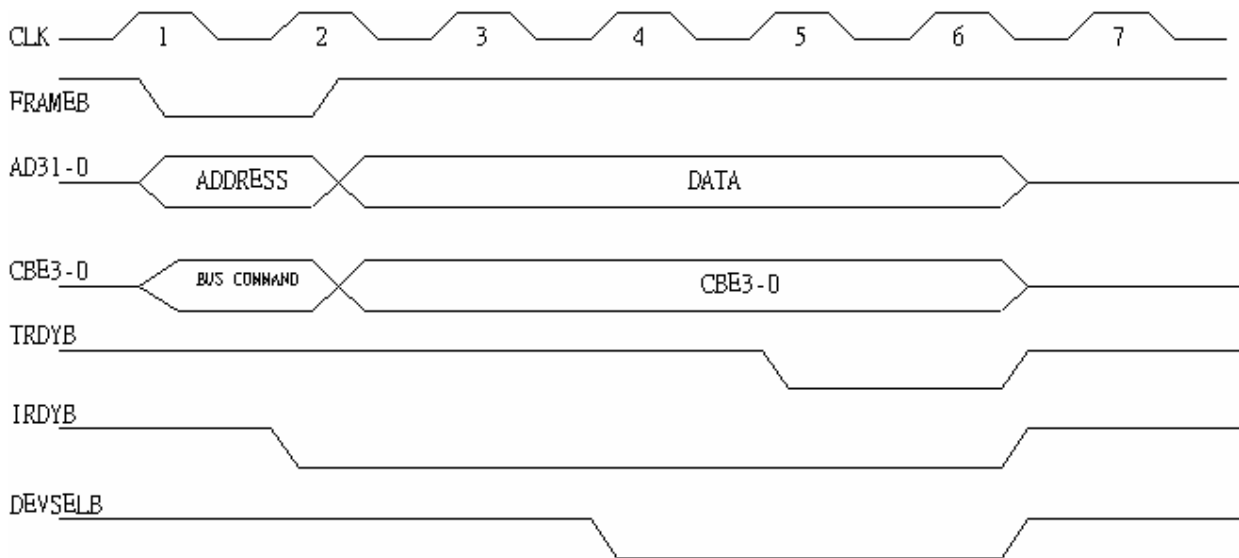 CLK 1 2 3 4 5 6 7
FRAMEB
AD31-0 ADDRESS DATA
CBE3-0 BUS COMMAND CBE3-0
TRDYB
IRDYB
DEVSELB